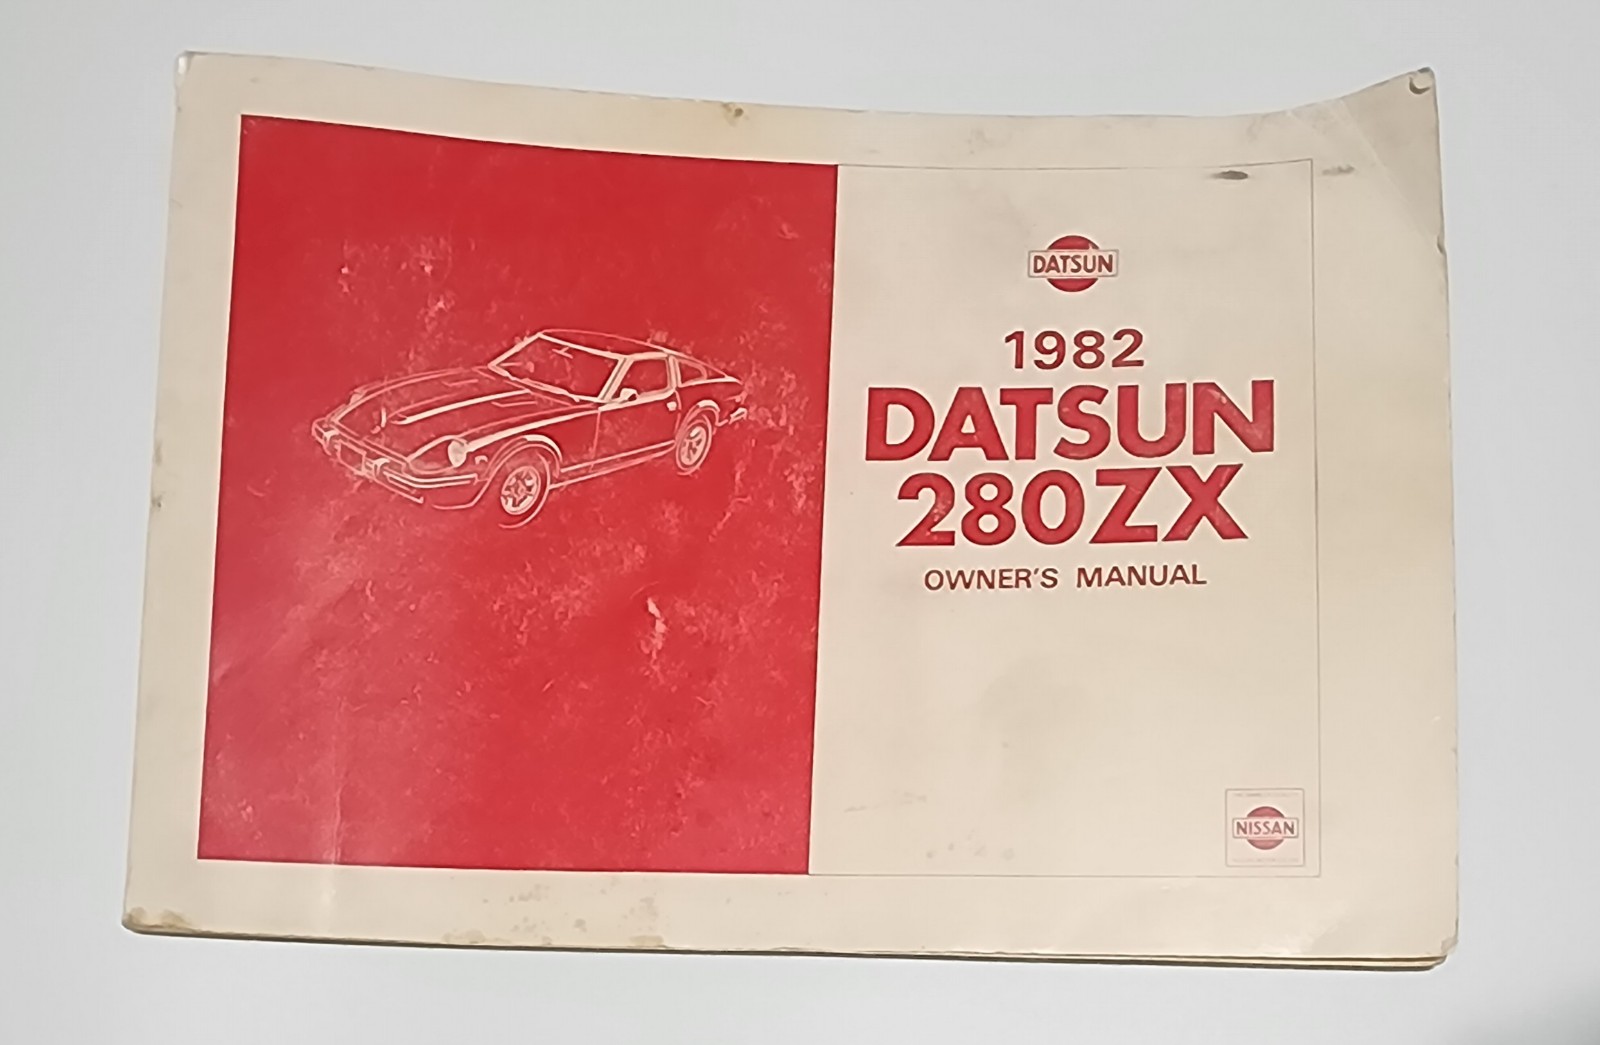 DATSUN
1982
DATSUN
280ZX
OWNER'S MANUAL
NISSAN